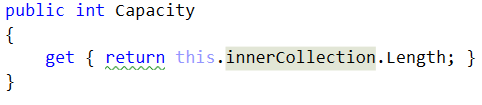 public int Capacity
{
    get { return this.innerCollection.Length; }
}